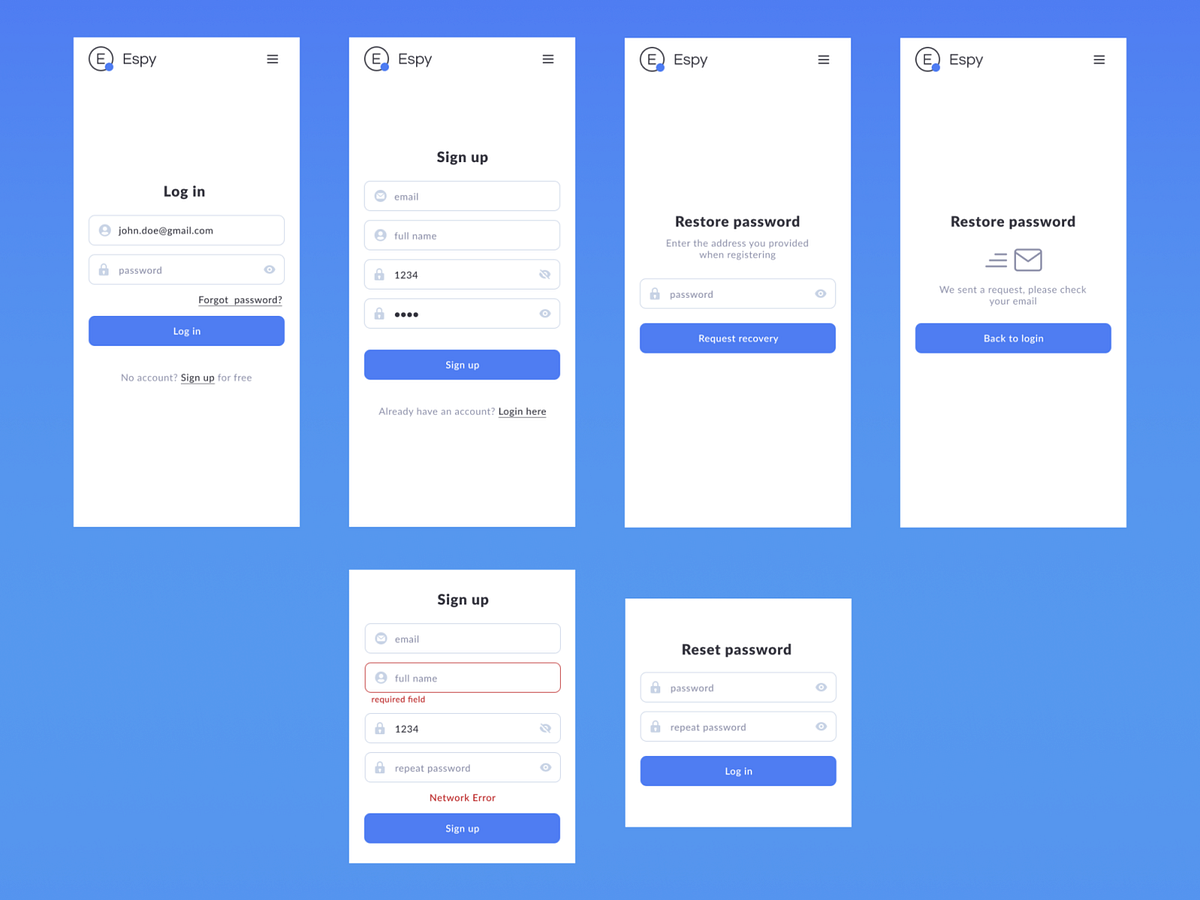 E Espy
Log in
john.doe@gmail.com
password
Forgot password?
Log in
No account? Sign up for free
E Espy
Sign up
email
full name
1234
••••
Sign up
Already have an account? Login here
E Espy
Restore password
Enter the address you provided
when registering
password
Request recovery
E Espy
Restore password
We sent a request, please check
your email
Back to login
Sign up
email
full name
required field
1234
repeat password
Network Error
Sign up
Reset password
password
repeat password
Log in